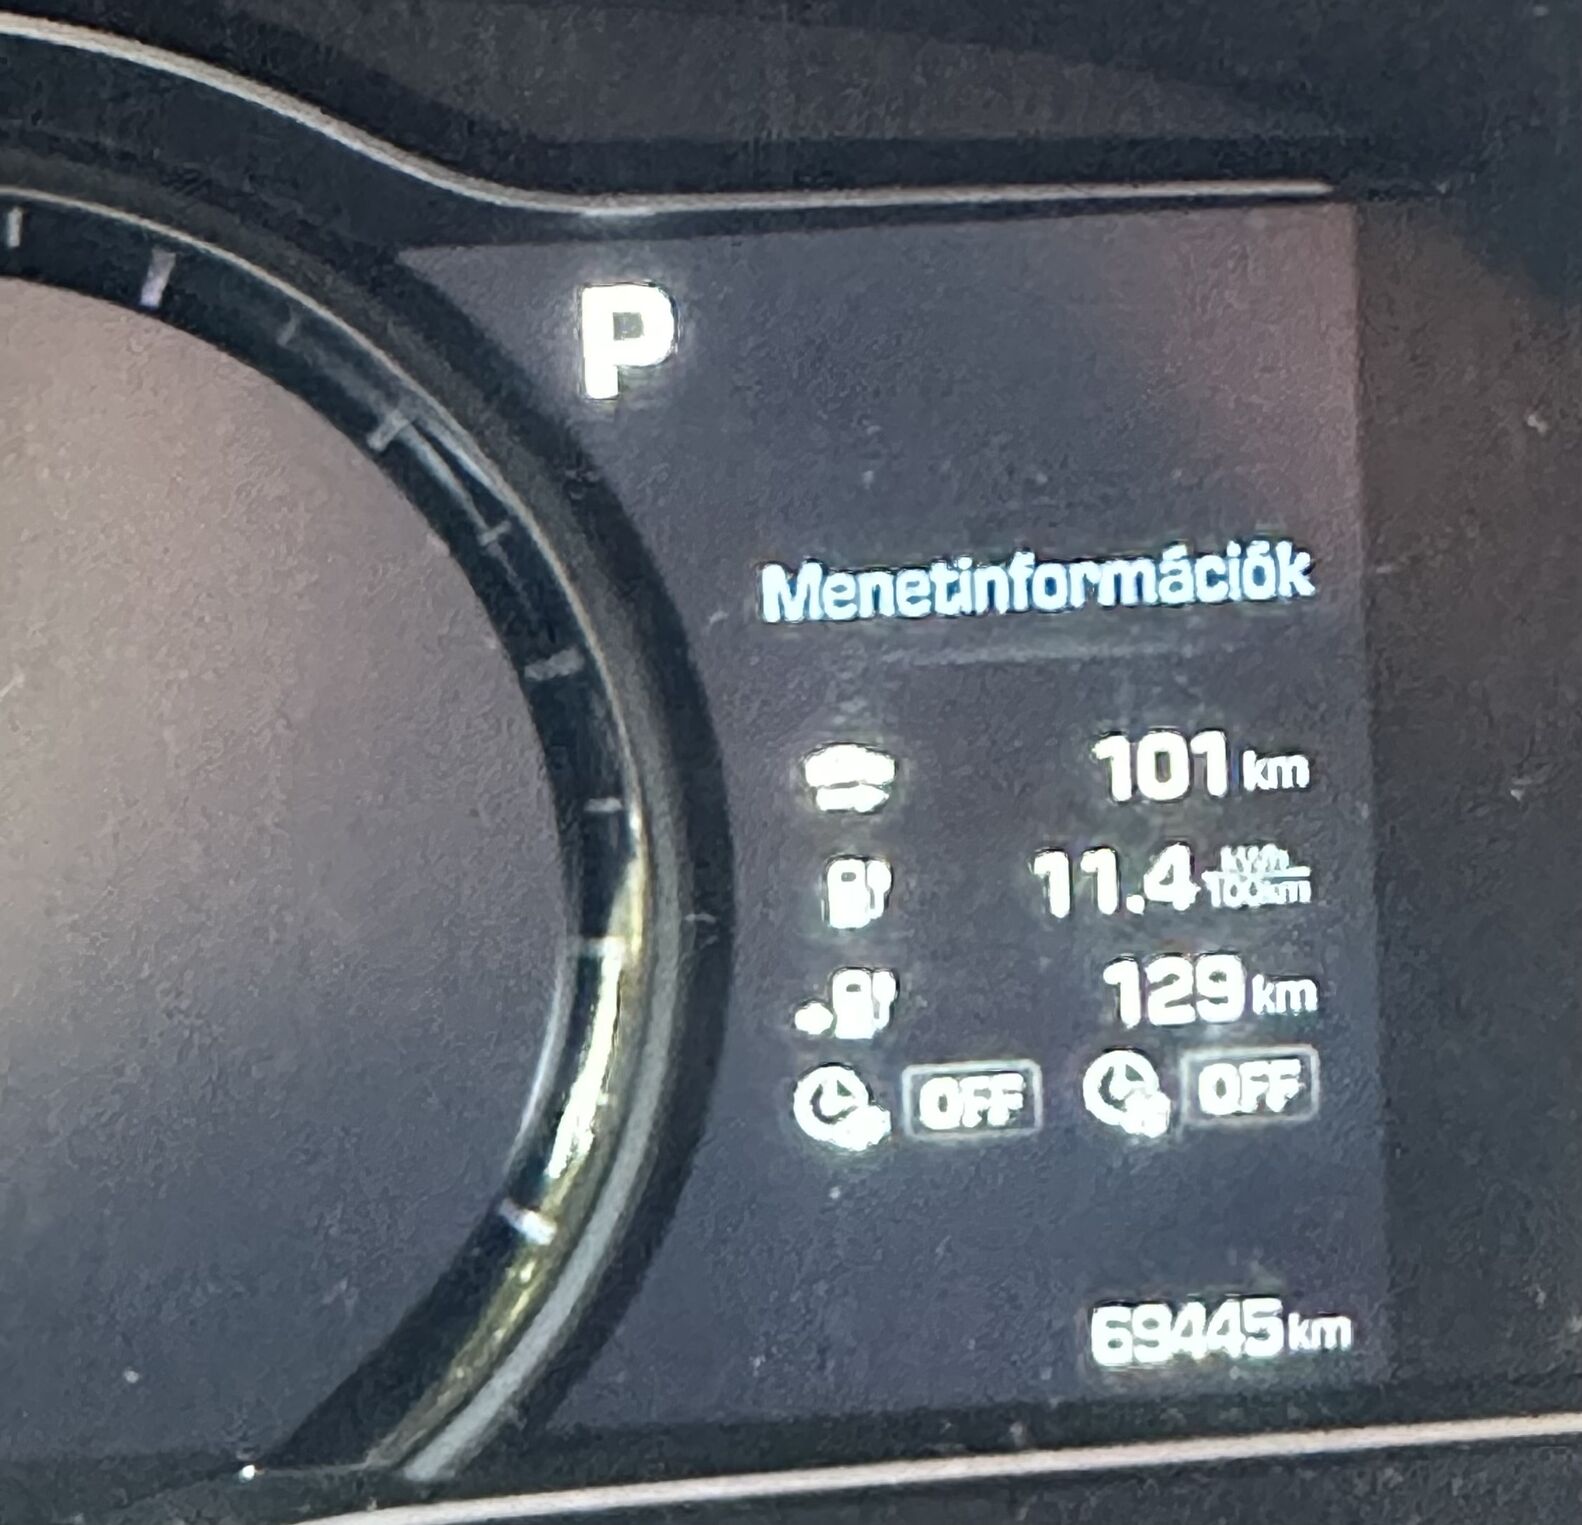 P
Menetinformációk
101 km
11.4 kWh/100km
129 km
OFF OFF
69445 km